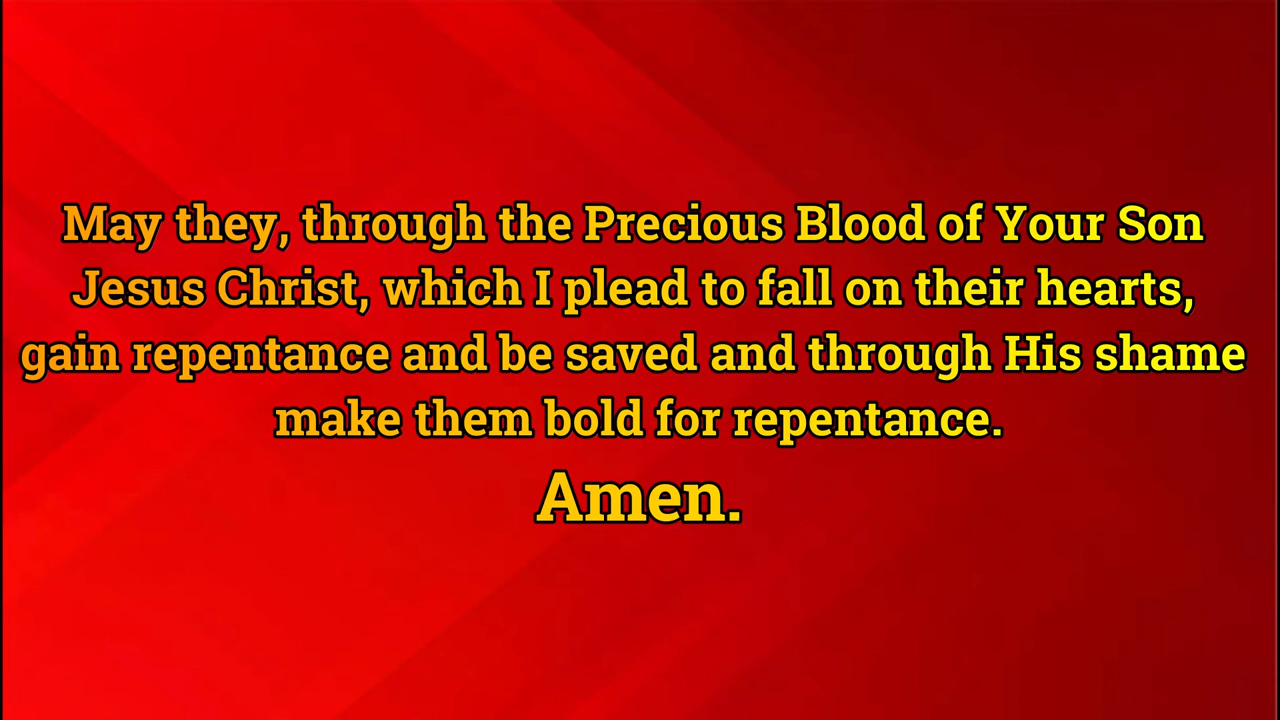 May they, through the Precious Blood of Your Son
Jesus Christ, which I plead to fall on their hearts,
gain repentance and be saved and through His shame
make them bold for repentance.
Amen.